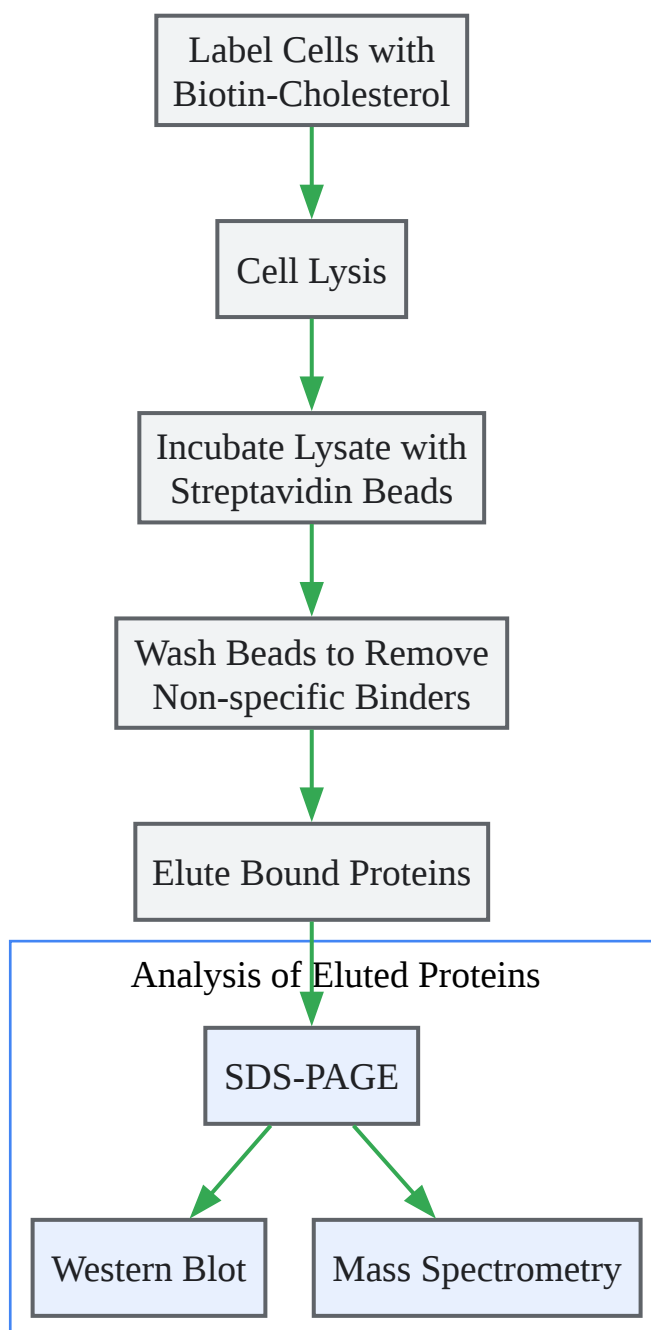 Label Cells with
Biotin-Cholesterol
Cell Lysis
Incubate Lysate with
Streptavidin Beads
Wash Beads to Remove
Non-specific Binders
Elute Bound Proteins
Analysis of Eluted Proteins
SDS-PAGE
Western Blot
Mass Spectrometry